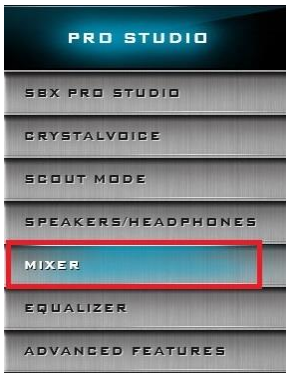 PRO STUDIO
SBX PRO STUDIO
CRYSTALVOICE
SCOUT MODE
SPEAKERS/HEADPHONES
MIXER
EQUALIZER
ADVANCED FEATURES